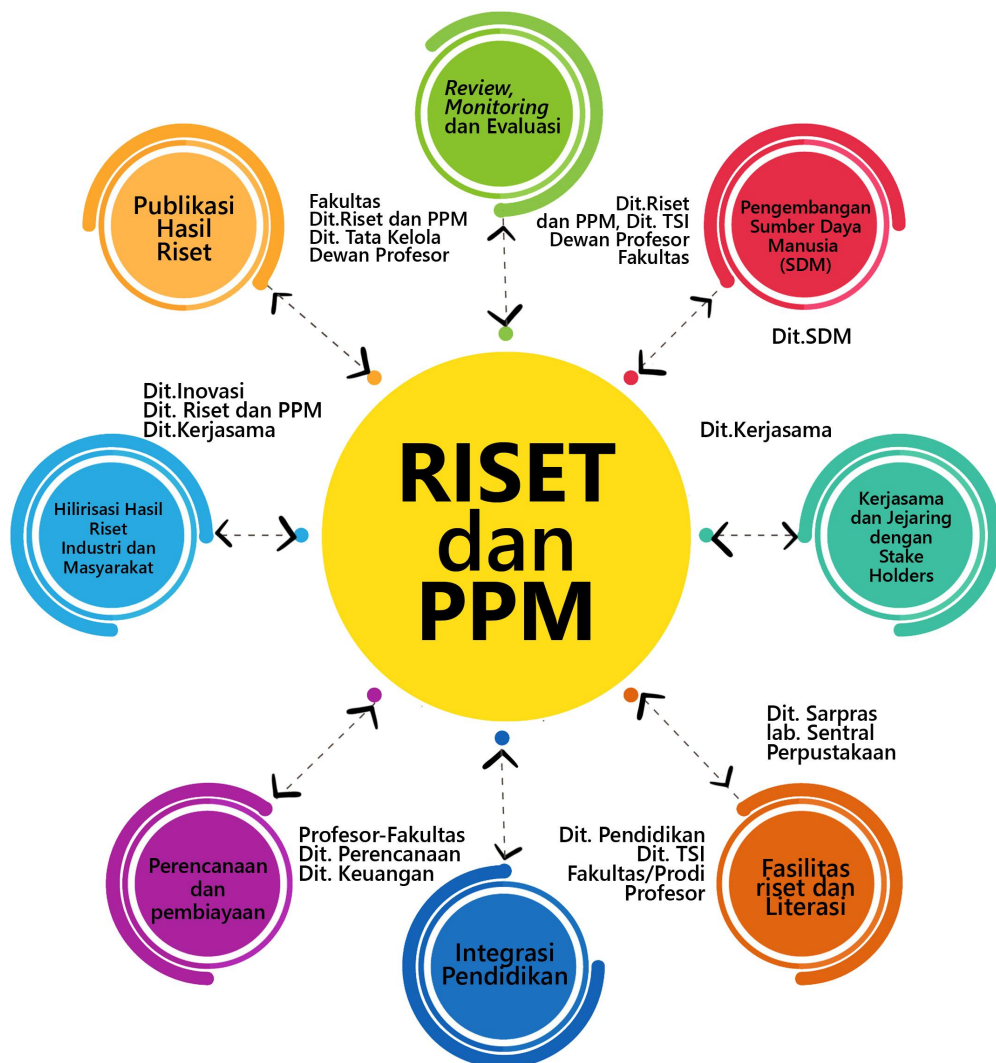 Review,
Monitoring
dan Evaluasi
Publikasi
Hasil
Riset
Fakultas
Dit.Riset dan PPM
Dit. Tata Kelola
Dewan Profesor
Dit.Riset
dan PPM, Dit. TSI
Dewan Profesor
Fakultas
Pengembangan
Sumber Daya
Manusia
(SDM)
Dit.SDM
Dit.Inovasi
Dit. Riset dan PPM
Dit.Kerjasama
Dit.Kerjasama
Hilirisasi Hasil
Riset
Industri dan
Masyarakat
RISET
dan
PPM
Kerjasama
dan Jejaring
dengan
Stake
Holders
Dit. Sarpras
lab. Sentral
Perpustakaan
Perencanaan
dan
pembiayaan
Profesor-Fakultas
Dit. Perencanaan
Dit. Keuangan
Dit. Pendidikan
Dit. TSI
Fakultas/Prodi
Profesor
Fasilitas
riset dan
Literasi
Integrasi
Pendidikan